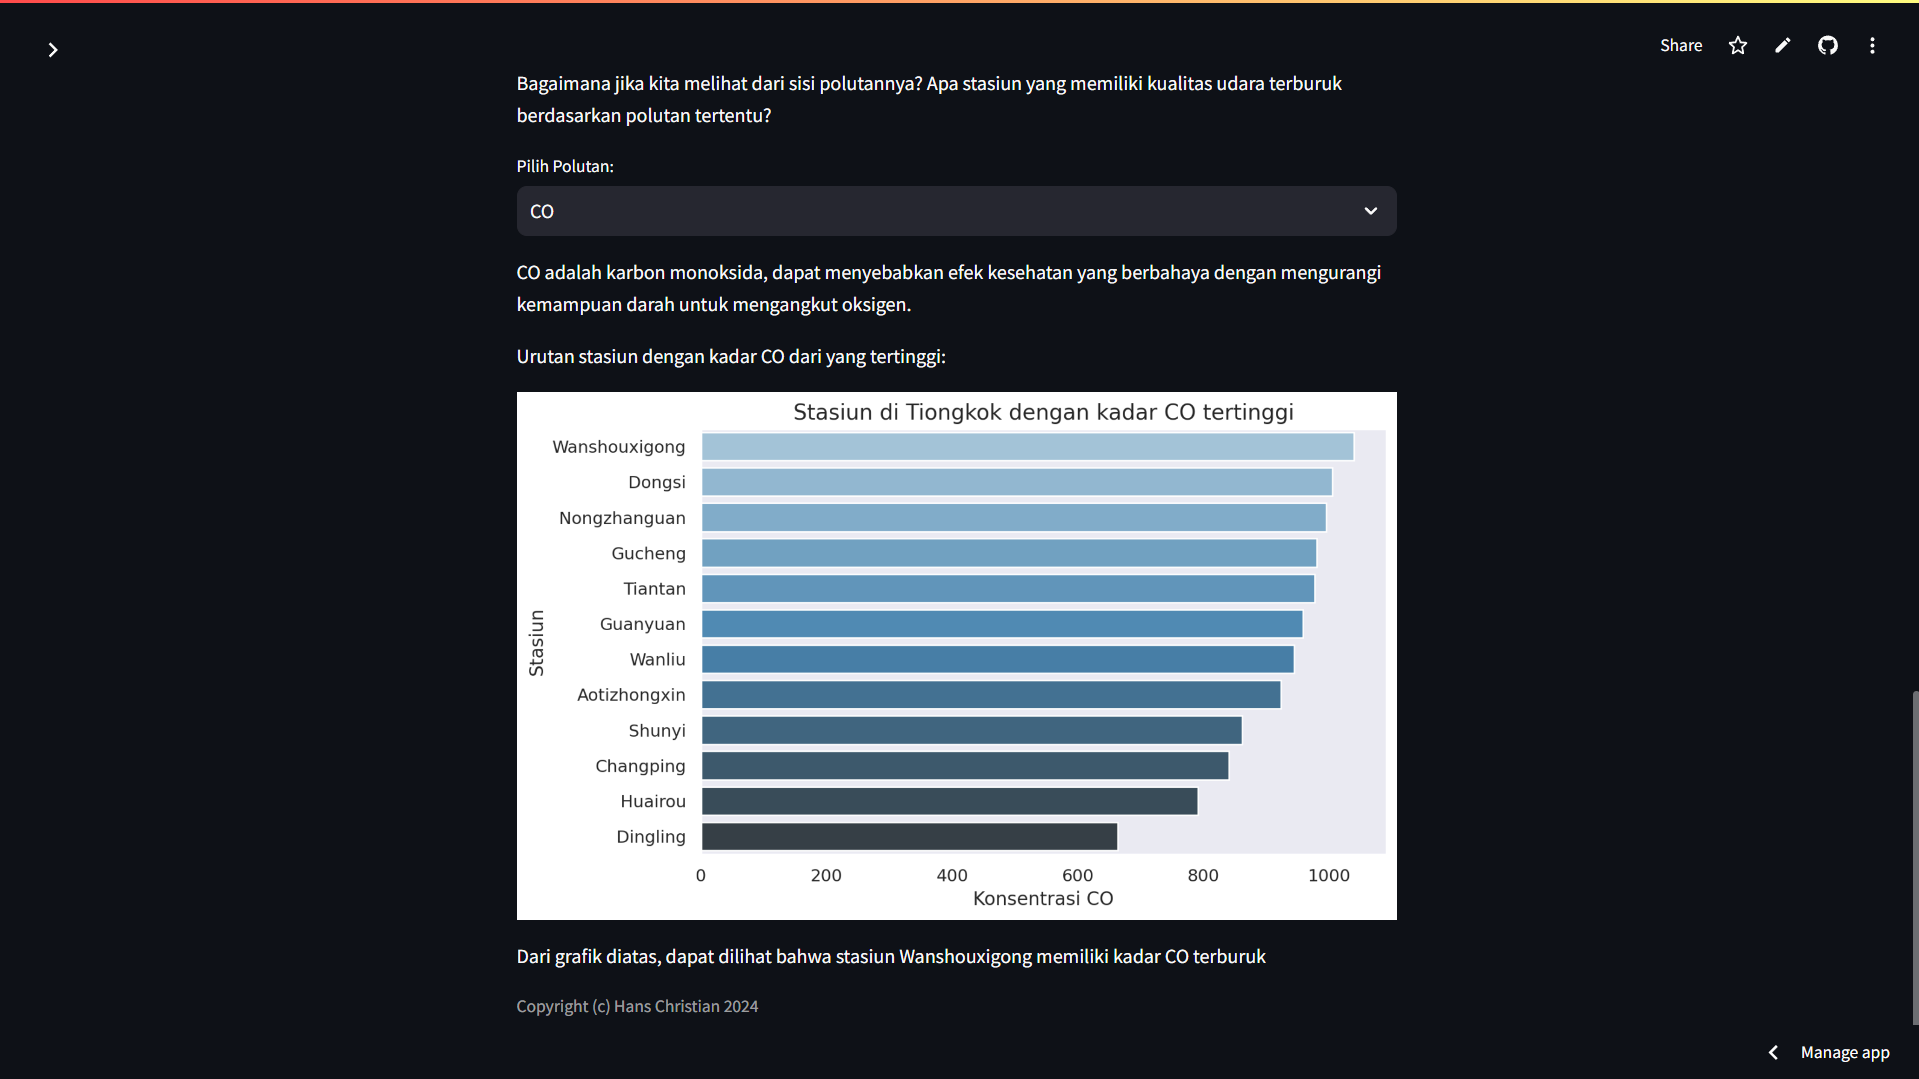 Share
Bagaimana jika kita melihat dari sisi polutannya? Apa stasiun yang memiliki kualitas udara terburuk
berdasarkan polutan tertentu?
Pilih Polutan:
CO
CO adalah karbon monoksida, dapat menyebabkan efek kesehatan yang berbahaya dengan mengurangi
kemampuan darah untuk mengangkut oksigen.
Urutan stasiun dengan kadar CO dari yang tertinggi:
Stasiun di Tiongkok dengan kadar CO tertinggi
Stasiun
Wanshouxigong
Dongsi
Nongzhanguan
Gucheng
Tiantan
Guanyuan
Wanliu
Aotizhongxin
Shunyi
Changping
Huairou
Dingling
0 200 400 600 800 1000
Konsentrasi CO
Dari grafik diatas, dapat dilihat bahwa stasiun Wanshouxigong memiliki kadar CO terburuk
Copyright (c) Hans Christian 2024
Manage app